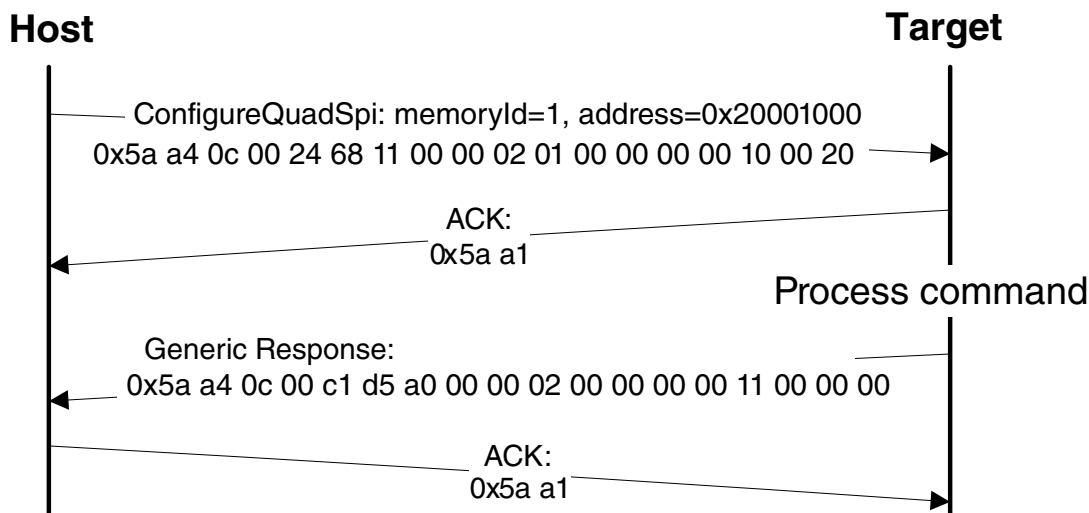 Host
Target
ConfigureQuadSpi: memoryId=1, address=0x20001000
0x5a a4 0c 00 24 68 11 00 00 02 01 00 00 00 00 10 00 20
ACK:
0x5a a1
Process command
Generic Response:
0x5a a4 0c 00 c1 d5 a0 00 00 02 00 00 00 00 11 00 00 00
ACK:
0x5a a1